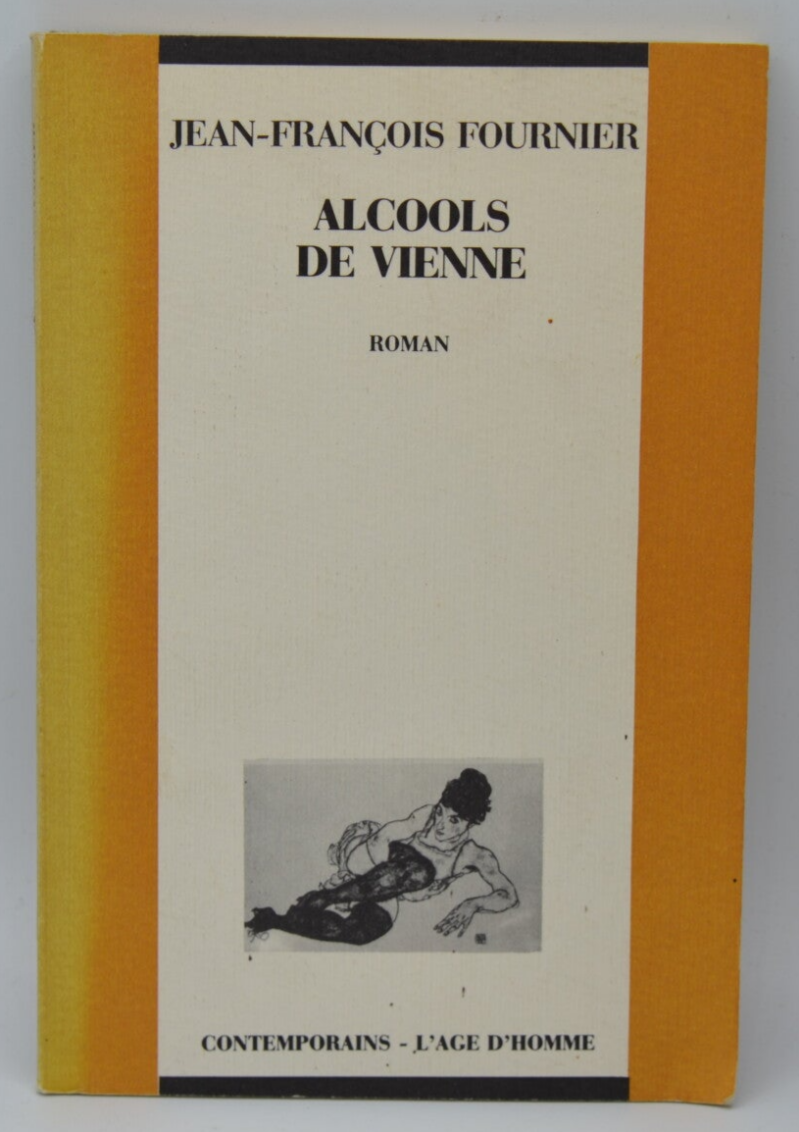 JEAN-FRANÇOIS FOURNIER
ALCOOLS
DE VIENNE
ROMAN
CONTEMPORAINS - L'AGE D'HOMME